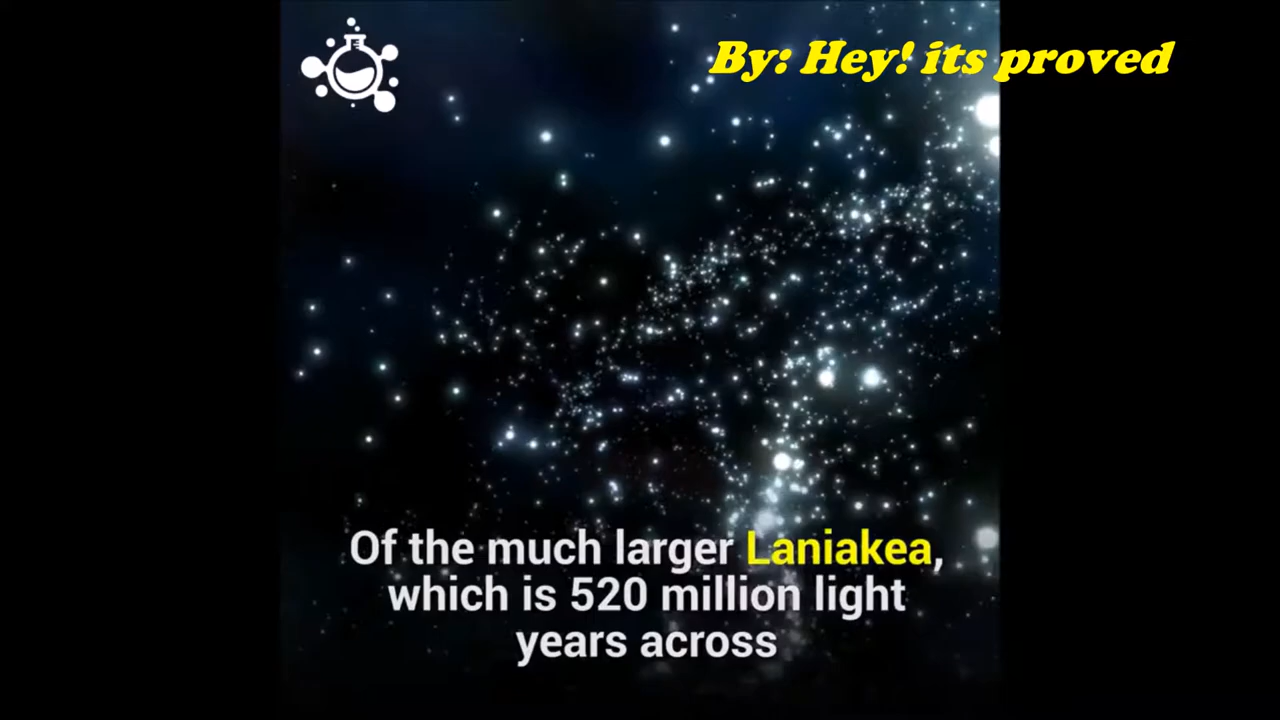 By: Hey! its proved
Of the much larger Laniakea,
which is 520 million light
years across